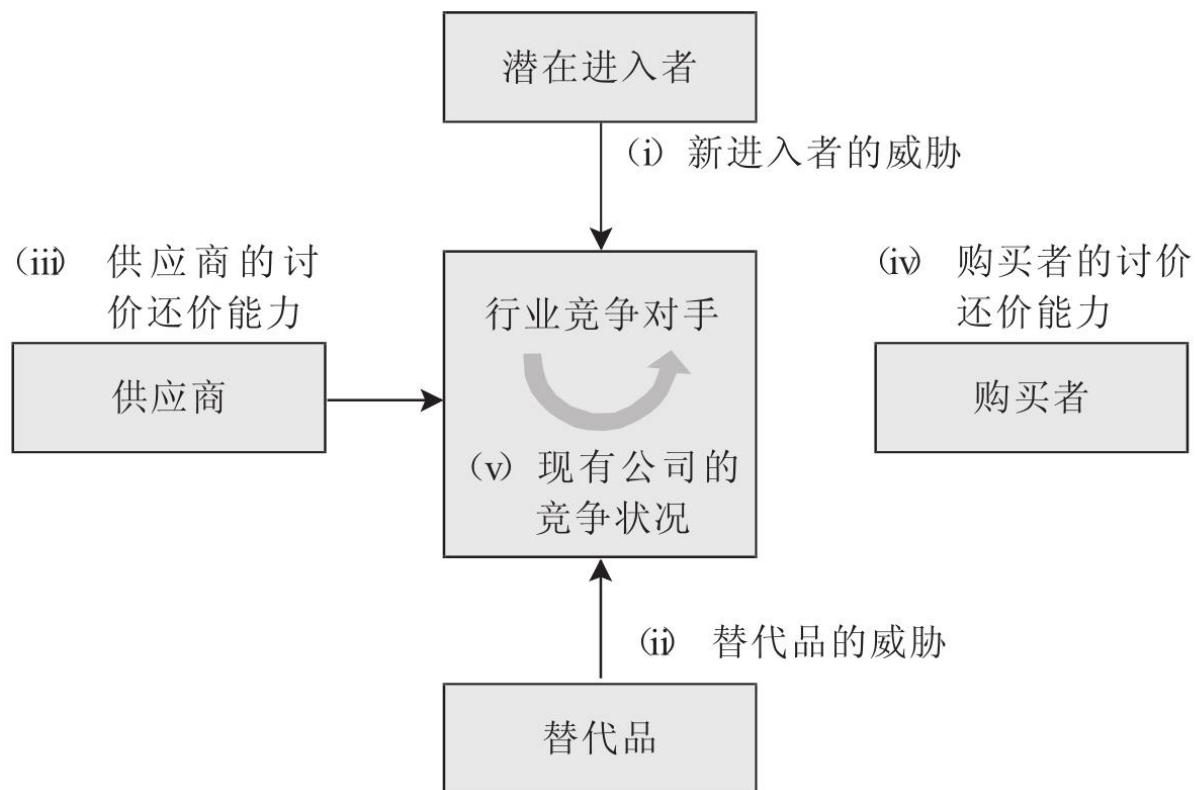 潜在进入者
(i) 新进入者的威胁
(iii) 供应商的讨
价还价能力
供应商
行业竞争对手
(v) 现有公司的
竞争状况
(iv) 购买者的讨价
还价能力
购买者
(ii) 替代品的威胁
替代品